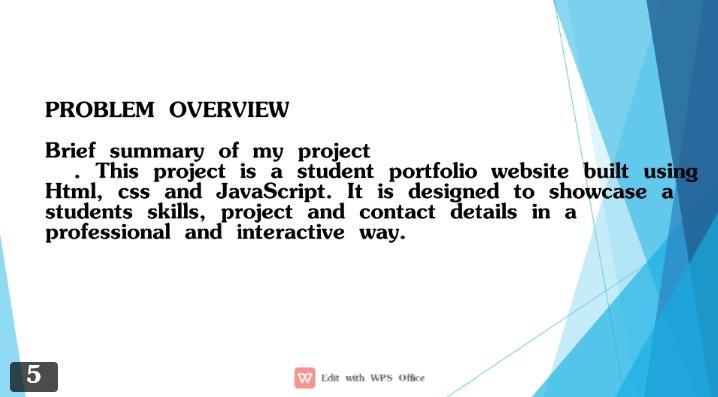 PROBLEM OVERVIEW
Brief summary of my project
. This project is a student portfolio website built using
Html, css and JavaScript. It is designed to showcase a
students skills, project and contact details in a
professional and interactive way.
5
Edit with WPS Office